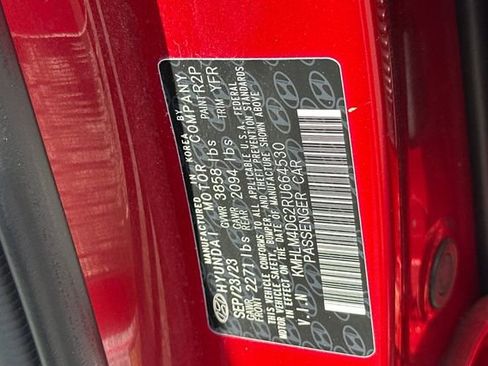 MANUFACTURED IN KOREA BY
HYUNDAI MOTOR COMPANY
SEP/23/23 GVWR 3858 lbs PAINT R2P
GAWR FRONT 2271 lbs GAWR REAR 2094 lbs TRIM YFR
THIS VEHICLE CONFORMS TO ALL APPLICABLE U.S.A. FEDERAL
MOTOR VEHICLE SAFETY, BUMPER, AND THEFT PREVENTION
STANDARDS IN EFFECT ON THE DATE OF MANUFACTURE SHOWN ABOVE
V.I.N KMHLM4DG2RU664530
PASSENGER CAR